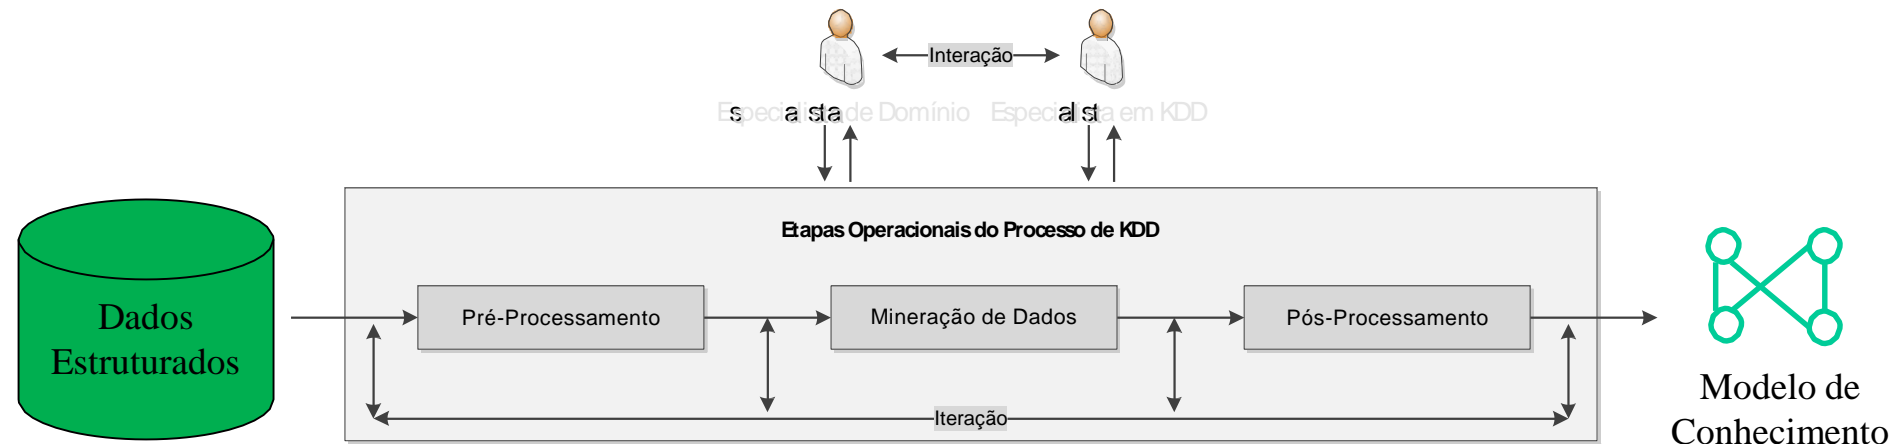 Interação
Especialista de Domínio
Especialista em KDD
Etapas Operacionais do Processo de KDD
Dados
Estruturados
Pré-Processamento
Mineração de Dados
Pós-Processamento
Iteração
Modelo de
Conhecimento